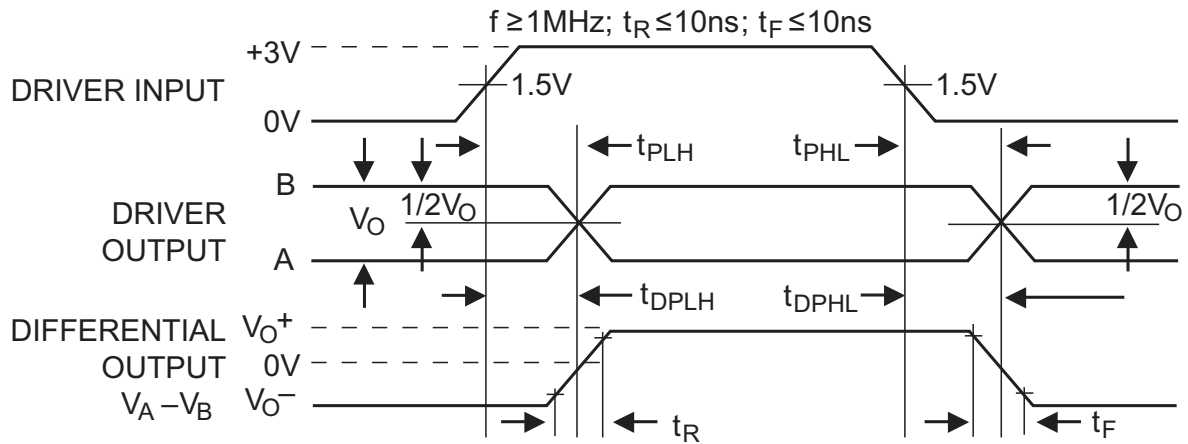 f ≥1MHz; tR ≤10ns; tF ≤10ns
+3V
DRIVER INPUT
1.5V
1.5V
0V
tPLH
tPHL
B
DRIVER
OUTPUT
VO
1/2VO
1/2VO
A
tDPLH
tDPHL
DIFFERENTIAL
OUTPUT
VA –VB
VO+
0V
VO–
tR
tF